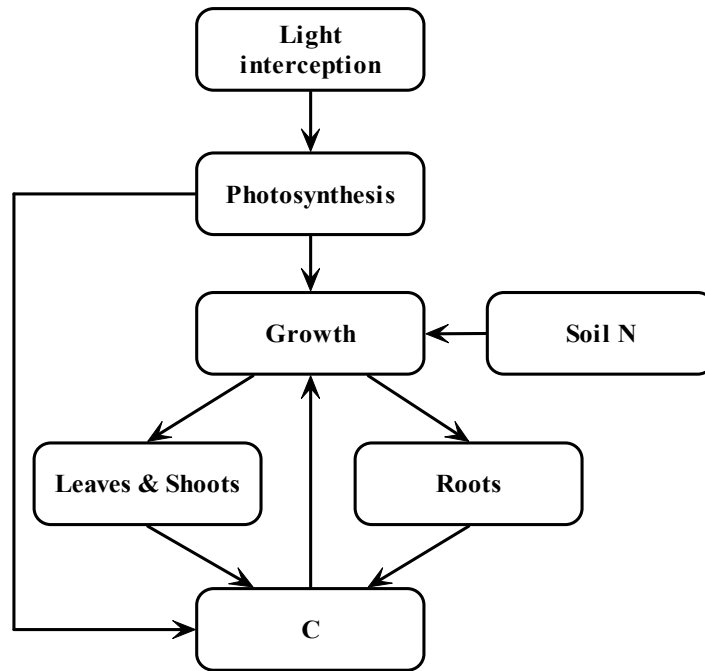 Light
interception
Photosynthesis
Growth
Soil N
Leaves & Shoots
Roots
C